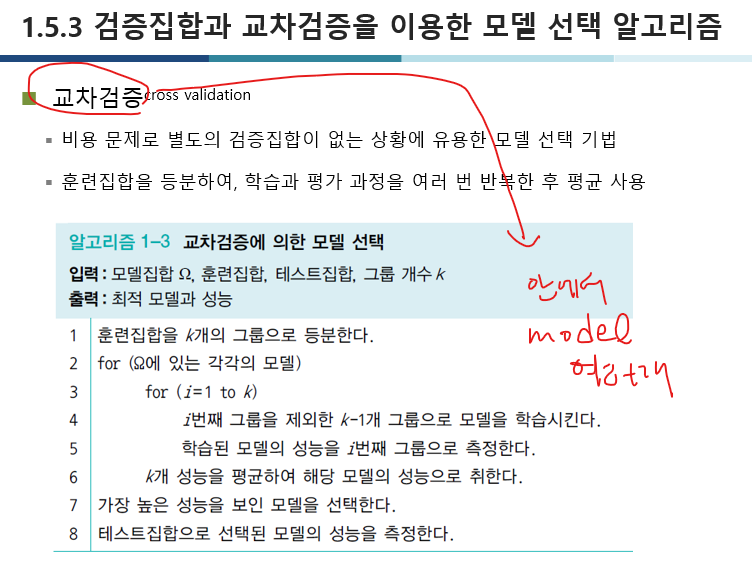 1.5.3 검증집합과 교차검증을 이용한 모델 선택 알고리즘
교차검증cross validation
비용 문제로 별도의 검증집합이 없는 상황에 유용한 모델 선택 기법
훈련집합을 등분하여, 학습과 평가 과정을 여러 번 반복한 후 평균 사용
알고리즘 1-3 교차검증에 의한 모델 선택
입력: 모델집합 Ω, 훈련집합, 테스트집합, 그룹 개수 k
출력: 최적 모델과 성능
1 훈련집합을 k개의 그룹으로 등분한다.
2 for (Ω에 있는 각각의 모델)
3 for (i=1 to k)
4 i번째 그룹을 제외한 k-1개 그룹으로 모델을 학습시킨다.
5 학습된 모델의 성능을 i번째 그룹으로 측정한다.
6 k개 성능을 평균하여 해당 모델의 성능으로 취한다.
7 가장 높은 성능을 보인 모델을 선택한다.
8 테스트집합으로 선택된 모델의 성능을 측정한다.
안에서
model